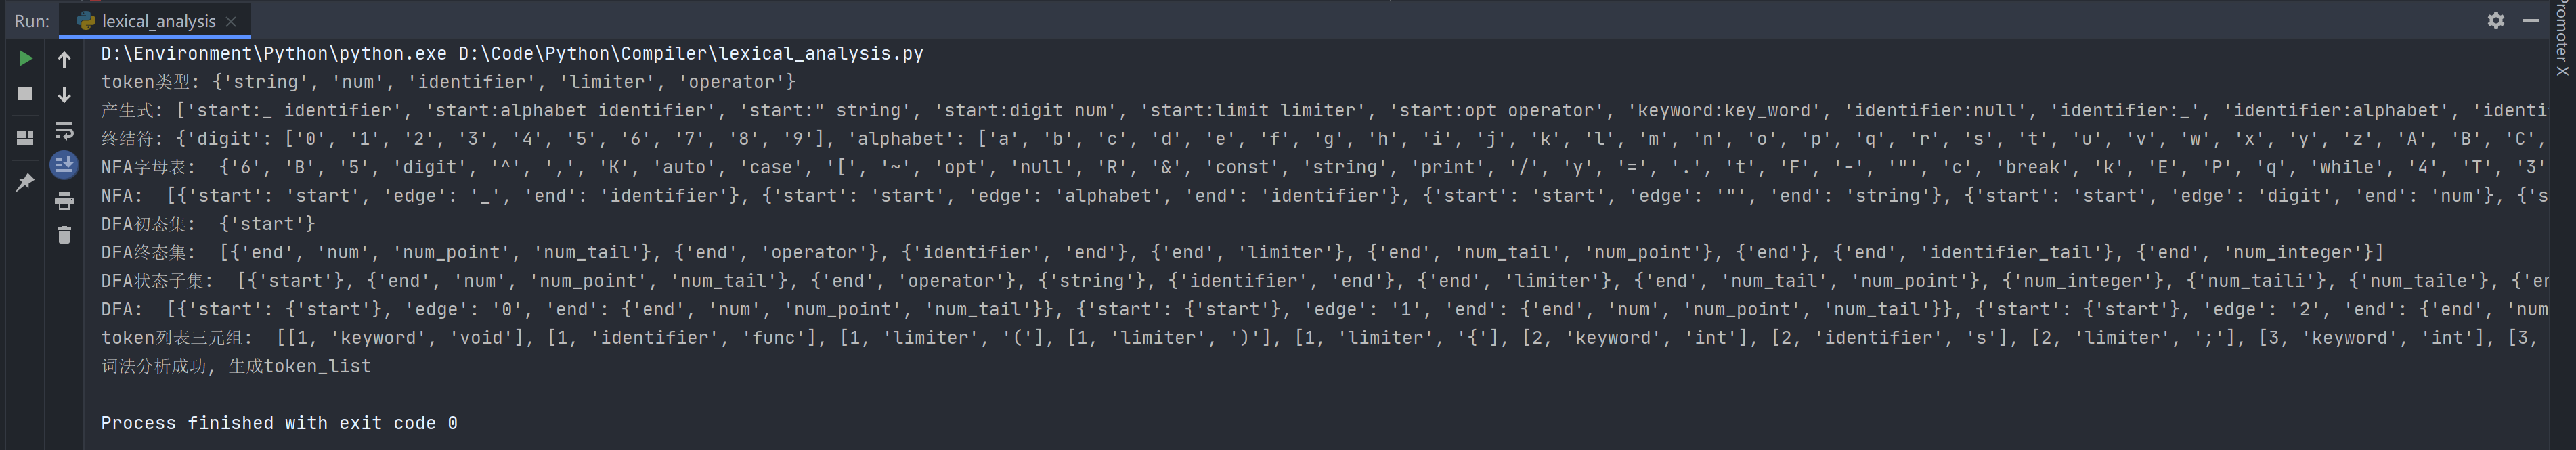 Run: lexical_analysis
D:\Environment\Python\python.exe D:\Code\Python\Compiler\lexical_analysis.py
token类型: {'string', 'num', 'identifier', 'limiter', 'operator'}
产生式: ['start:_ identifier', 'start:alphabet identifier', 'start:" string', 'start:digit num', 'start:limit limiter', 'start:opt operator', 'keyword:key_word', 'identifier:null', 'identifier:_', 'identifier:alphabet', 'identi
终结符: {'digit': ['0', '1', '2', '3', '4', '5', '6', '7', '8', '9'], 'alphabet': ['a', 'b', 'c', 'd', 'e', 'f', 'g', 'h', 'i', 'j', 'k', 'l', 'm', 'n', 'o', 'p', 'q', 'r', 's', 't', 'u', 'v', 'w', 'x', 'y', 'z', 'A', 'B', 'C',
NFA字母表: {'6', 'B', '5', 'digit', '^', ',', 'K', 'auto', 'case', '[', '~', 'opt', 'null', 'R', '&', 'const', 'string', 'print', '/', 'y', '=', '.', 't', 'F', '-', '"', 'c', 'break', 'k', 'E', 'P', 'q', 'while', '4', 'T', '3'
NFA: [{'start': 'start', 'edge': '_', 'end': 'identifier'}, {'start': 'start', 'edge': 'alphabet', 'end': 'identifier'}, {'start': 'start', 'edge': '"', 'end': 'string'}, {'start': 'start', 'edge': 'digit', 'end': 'num'}, {'s
DFA初态集: {'start'}
DFA终态集: [{'end', 'num', 'num_point', 'num_tail'}, {'end', 'operator'}, {'identifier', 'end'}, {'end', 'limiter'}, {'end', 'num_tail', 'num_point'}, {'end'}, {'end', 'identifier_tail'}, {'end', 'num_integer'}]
DFA状态子集: [{'start'}, {'end', 'num', 'num_point', 'num_tail'}, {'end', 'operator'}, {'string'}, {'identifier', 'end'}, {'end', 'limiter'}, {'end', 'num_tail', 'num_point'}, {'num_integer'}, {'num_taili'}, {'num_taile'}, {'en
DFA: [{'start': {'start'}, 'edge': '0', 'end': {'end', 'num', 'num_point', 'num_tail'}}, {'start': {'start'}, 'edge': '1', 'end': {'end', 'num', 'num_point', 'num_tail'}}, {'start': {'start'}, 'edge': '2', 'end': {'end', 'num
token列表三元组: [[1, 'keyword', 'void'], [1, 'identifier', 'func'], [1, 'limiter', '('], [1, 'limiter', ')'], [1, 'limiter', '{'], [2, 'keyword', 'int'], [2, 'identifier', 's'], [2, 'limiter', ';'], [3, 'keyword', 'int'], [3,
词法分析成功, 生成token_list
Process finished with exit code 0
Promoter X